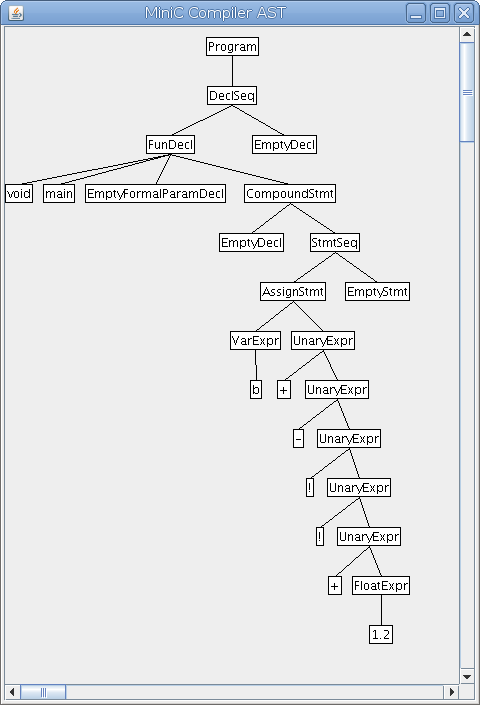 MiniC Compiler AST
Program
DeclSeq
FunDecl EmptyDecl
void main EmptyFormalParamDecl CompoundStmt
EmptyDecl StmtSeq
AssignStmt EmptyStmt
VarExpr UnaryExpr
b + UnaryExpr
- UnaryExpr
! UnaryExpr
! UnaryExpr
+ FloatExpr
1.2